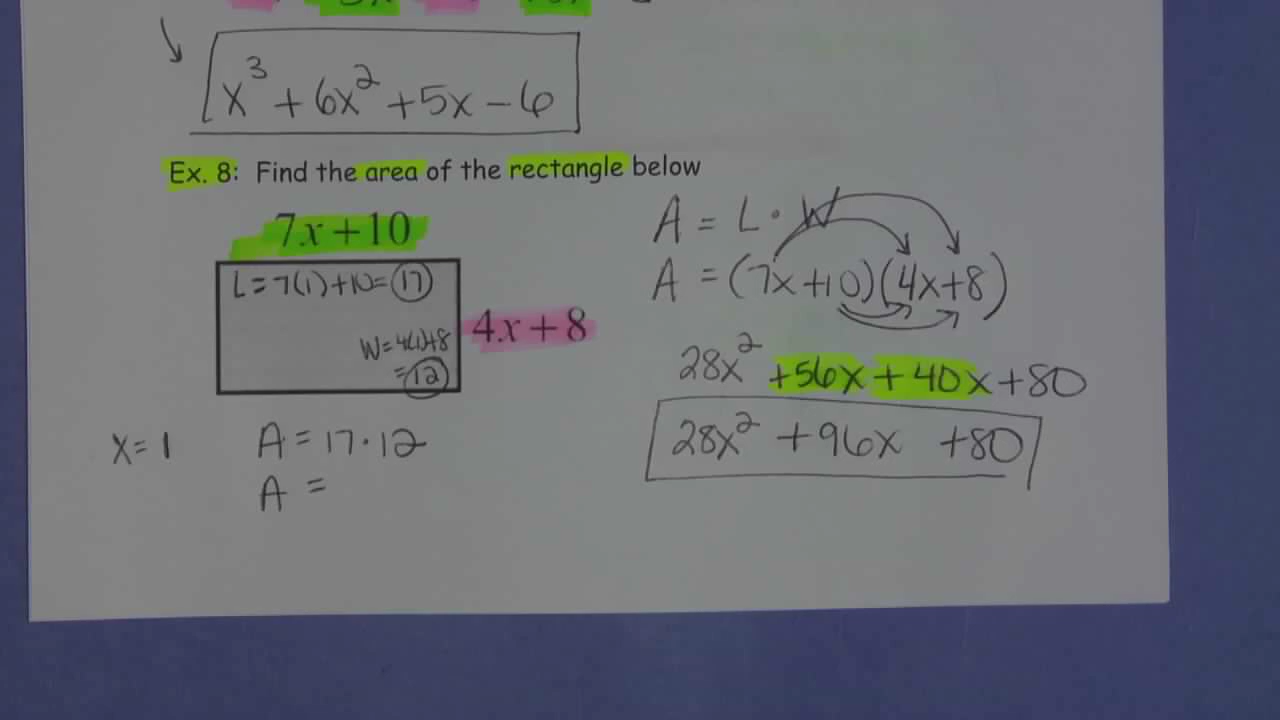 x³ + 6x² + 5x - 6
Ex. 8: Find the area of the rectangle below
7x + 10
L = 7(1) + 10 = 17
W = 4(1) + 8
= 12
4x + 8
x = 1
A = 17 · 12
A =
A = L · W
A = (7x + 10)(4x + 8)
28x² + 56x + 40x + 80
28x² + 96x + 80